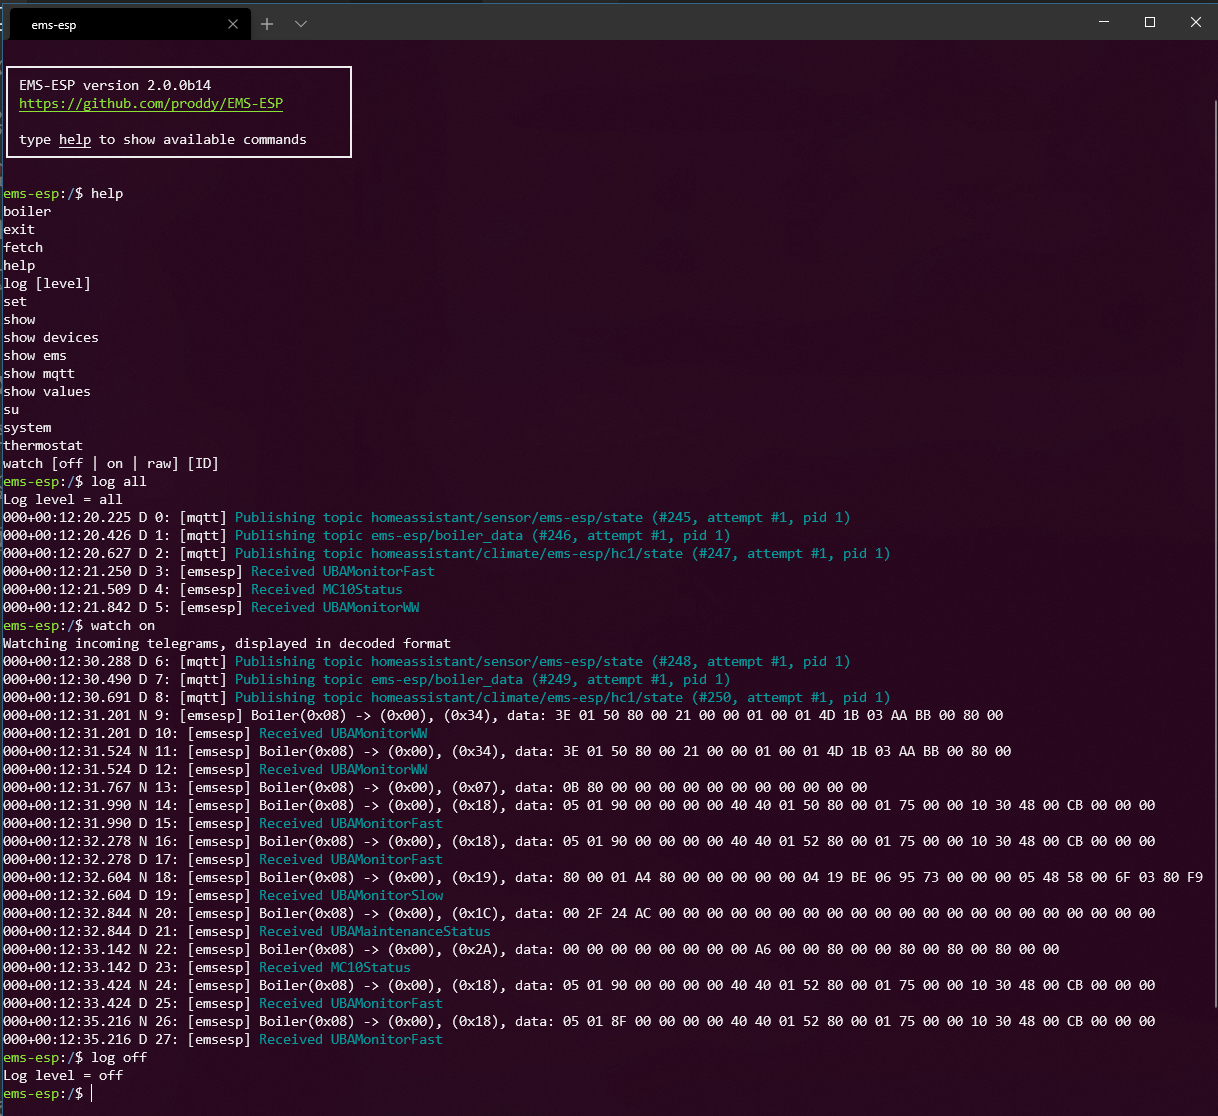 ems-esp
EMS-ESP version 2.0.0b14
https://github.com/proddy/EMS-ESP
type help to show available commands
ems-esp:/$ help
boiler
exit
fetch
help
log [level]
set
show
show devices
show ems
show mqtt
show values
su
system
thermostat
watch [off | on | raw] [ID]
ems-esp:/$ log all
Log level = all
000+00:12:20.225 D 0: [mqtt] Publishing topic homeassistant/sensor/ems-esp/state (#245, attempt #1, pid 1)
000+00:12:20.426 D 1: [mqtt] Publishing topic ems-esp/boiler_data (#246, attempt #1, pid 1)
000+00:12:20.627 D 2: [mqtt] Publishing topic homeassistant/climate/ems-esp/hc1/state (#247, attempt #1, pid 1)
000+00:12:21.250 D 3: [emsesp] Received UBAMonitorFast
000+00:12:21.509 D 4: [emsesp] Received MC10Status
000+00:12:21.842 D 5: [emsesp] Received UBAMonitorWW
ems-esp:/$ watch on
Watching incoming telegrams, displayed in decoded format
000+00:12:30.288 D 6: [mqtt] Publishing topic homeassistant/sensor/ems-esp/state (#248, attempt #1, pid 1)
000+00:12:30.490 D 7: [mqtt] Publishing topic ems-esp/boiler_data (#249, attempt #1, pid 1)
000+00:12:30.691 D 8: [mqtt] Publishing topic homeassistant/climate/ems-esp/hc1/state (#250, attempt #1, pid 1)
000+00:12:31.201 N 9: [emsesp] Boiler(0x08) -> (0x00), (0x34), data: 3E 01 50 80 00 21 00 00 01 00 01 4D 1B 03 AA BB 00 80 00
000+00:12:31.201 D 10: [emsesp] Received UBAMonitorWW
000+00:12:31.524 N 11: [emsesp] Boiler(0x08) -> (0x00), (0x34), data: 3E 01 50 80 00 21 00 00 01 00 01 4D 1B 03 AA BB 00 80 00
000+00:12:31.524 D 12: [emsesp] Received UBAMonitorWW
000+00:12:31.767 N 13: [emsesp] Boiler(0x08) -> (0x00), (0x07), data: 0B 80 00 00 00 00 00 00 00 00 00 00 00
000+00:12:31.990 N 14: [emsesp] Boiler(0x08) -> (0x00), (0x18), data: 05 01 90 00 00 00 00 40 40 01 50 80 00 01 75 00 00 10 30 48 00 CB 00 00 00
000+00:12:31.990 D 15: [emsesp] Received UBAMonitorFast
000+00:12:32.278 N 16: [emsesp] Boiler(0x08) -> (0x00), (0x18), data: 05 01 90 00 00 00 00 40 40 01 52 80 00 01 75 00 00 10 30 48 00 CB 00 00 00
000+00:12:32.278 D 17: [emsesp] Received UBAMonitorFast
000+00:12:32.604 N 18: [emsesp] Boiler(0x08) -> (0x00), (0x19), data: 80 00 01 A4 80 00 00 00 00 00 04 19 BE 06 95 73 00 00 00 05 48 58 00 6F 03 80 F9
000+00:12:32.604 D 19: [emsesp] Received UBAMonitorSlow
000+00:12:32.844 N 20: [emsesp] Boiler(0x08) -> (0x00), (0x1C), data: 00 2F 24 AC 00 00 00 00 00 00 00 00 00 00 00 00 00 00 00 00 00 00 00 00 00
000+00:12:32.844 D 21: [emsesp] Received UBAMaintenanceStatus
000+00:12:33.142 N 22: [emsesp] Boiler(0x08) -> (0x00), (0x2A), data: 00 00 00 00 00 00 00 00 A6 00 00 80 00 00 80 00 80 00 80 00 00
000+00:12:33.142 D 23: [emsesp] Received MC10Status
000+00:12:33.424 N 24: [emsesp] Boiler(0x08) -> (0x00), (0x18), data: 05 01 90 00 00 00 00 40 40 01 52 80 00 01 75 00 00 10 30 48 00 CB 00 00 00
000+00:12:33.424 D 25: [emsesp] Received UBAMonitorFast
000+00:12:35.216 N 26: [emsesp] Boiler(0x08) -> (0x00), (0x18), data: 05 01 8F 00 00 00 00 40 40 01 52 80 00 01 75 00 00 10 30 48 00 CB 00 00 00
000+00:12:35.216 D 27: [emsesp] Received UBAMonitorFast
ems-esp:/$ log off
Log level = off
ems-esp:/$